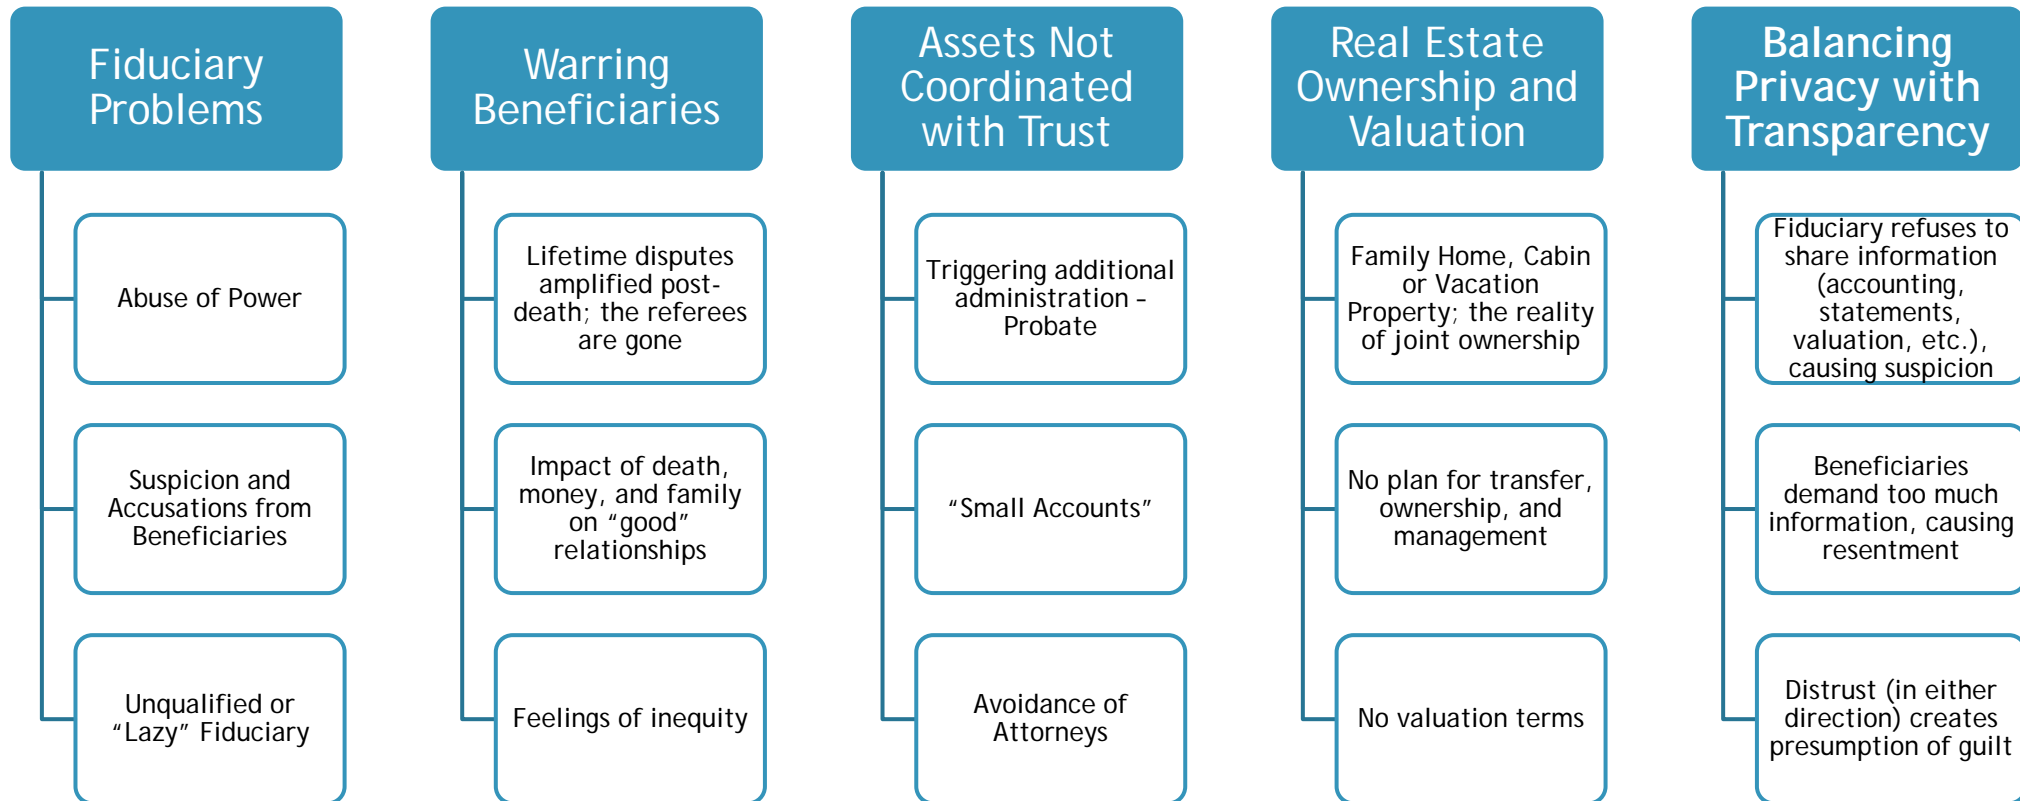 Fiduciary
Problems
Abuse of Power
Suspicion and
Accusations from
Beneficiaries
Unqualified or
“Lazy” Fiduciary
Warring
Beneficiaries
Lifetime disputes
amplified post-
death; the referees
are gone
Impact of death,
money, and family
on “good”
relationships
Feelings of inequity
Assets Not
Coordinated
with Trust
Triggering additional
administration –
Probate
“Small Accounts”
Avoidance of
Attorneys
Real Estate
Ownership and
Valuation
Family Home, Cabin
or Vacation
Property; the reality
of joint ownership
No plan for transfer,
ownership, and
management
No valuation terms
Balancing
Privacy with
Transparency
Fiduciary refuses to
share information
(accounting,
statements,
valuation, etc.),
causing suspicion
Beneficiaries
demand too much
information, causing
resentment
Distrust (in either
direction) creates
presumption of guilt